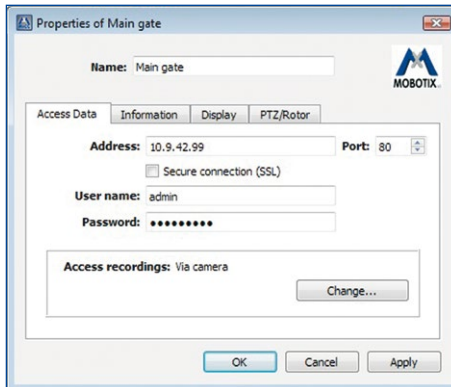 Properties of Main gate
Name: Main gate
MOBOTIX
Access Data Information Display PTZ/Rotor
Address: 10.9.42.99 Port: 80
Secure connection (SSL)
User name: admin
Password: •••••••••
Access recordings: Via camera
Change...
OK Cancel Apply